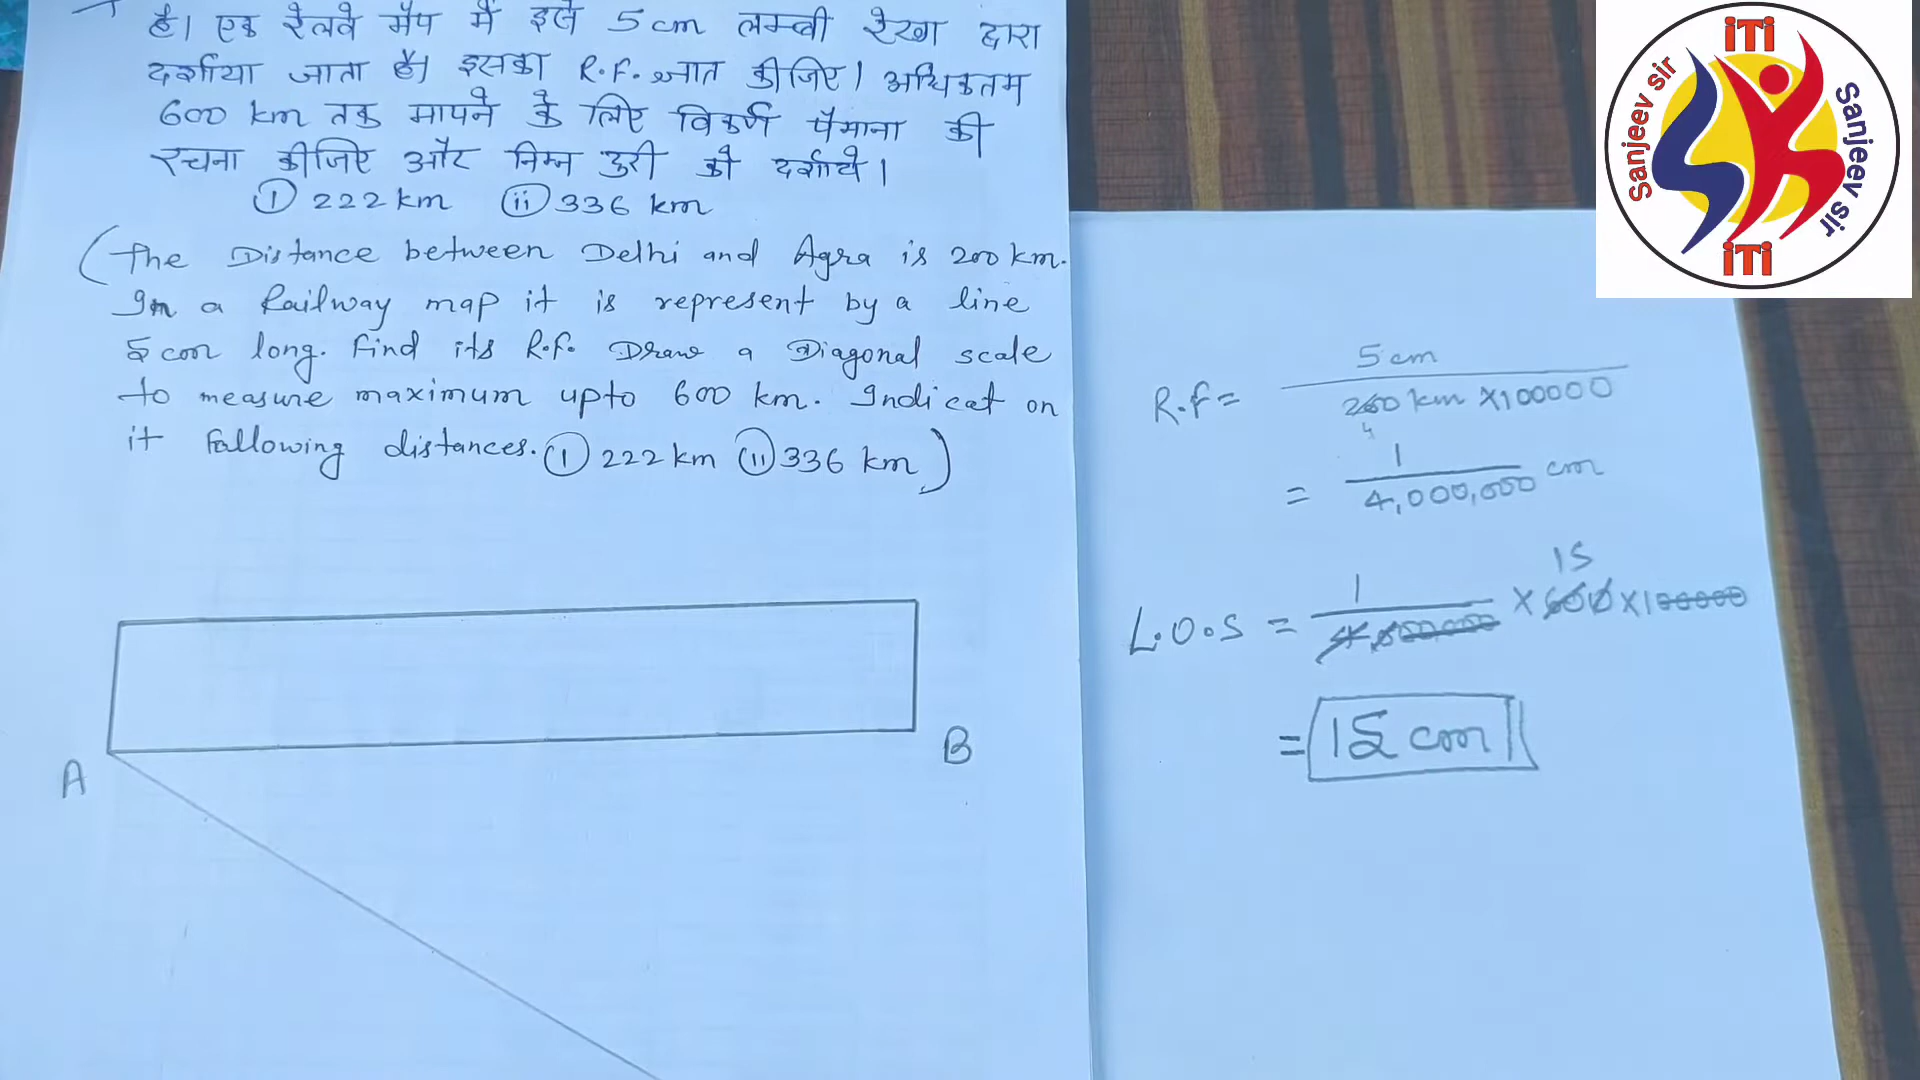 है। एक रेलवे मैप में इसे 5 cm लम्बी रेखा द्वारा
दर्शाया जाता है। इसका R.F. ज्ञात कीजिए। अधिकतम
600 km तक मापने के लिए विकर्ण पैमाना की
रचना कीजिए और निम्न दुरी को दर्शाये।
(i) 222 km (ii) 336 km
(The Distance between Delhi and Agra is 200 km.
In a Railway map it is represent by a line
5 cm long. Find its R.F. Draw a Diagonal scale
to measure maximum upto 600 km. Indicat on
it following distances. (i) 222 km (ii) 336 km)
A
B
R.F = 5 cm / 200 km × 100000
4
= 1 / 4,000,000 cm
15
L.O.S = 1 / 4,000,000 × 600 × 100000
= 15 cm
iTi
Sanjeev sir
Sanjeev sir
iTi